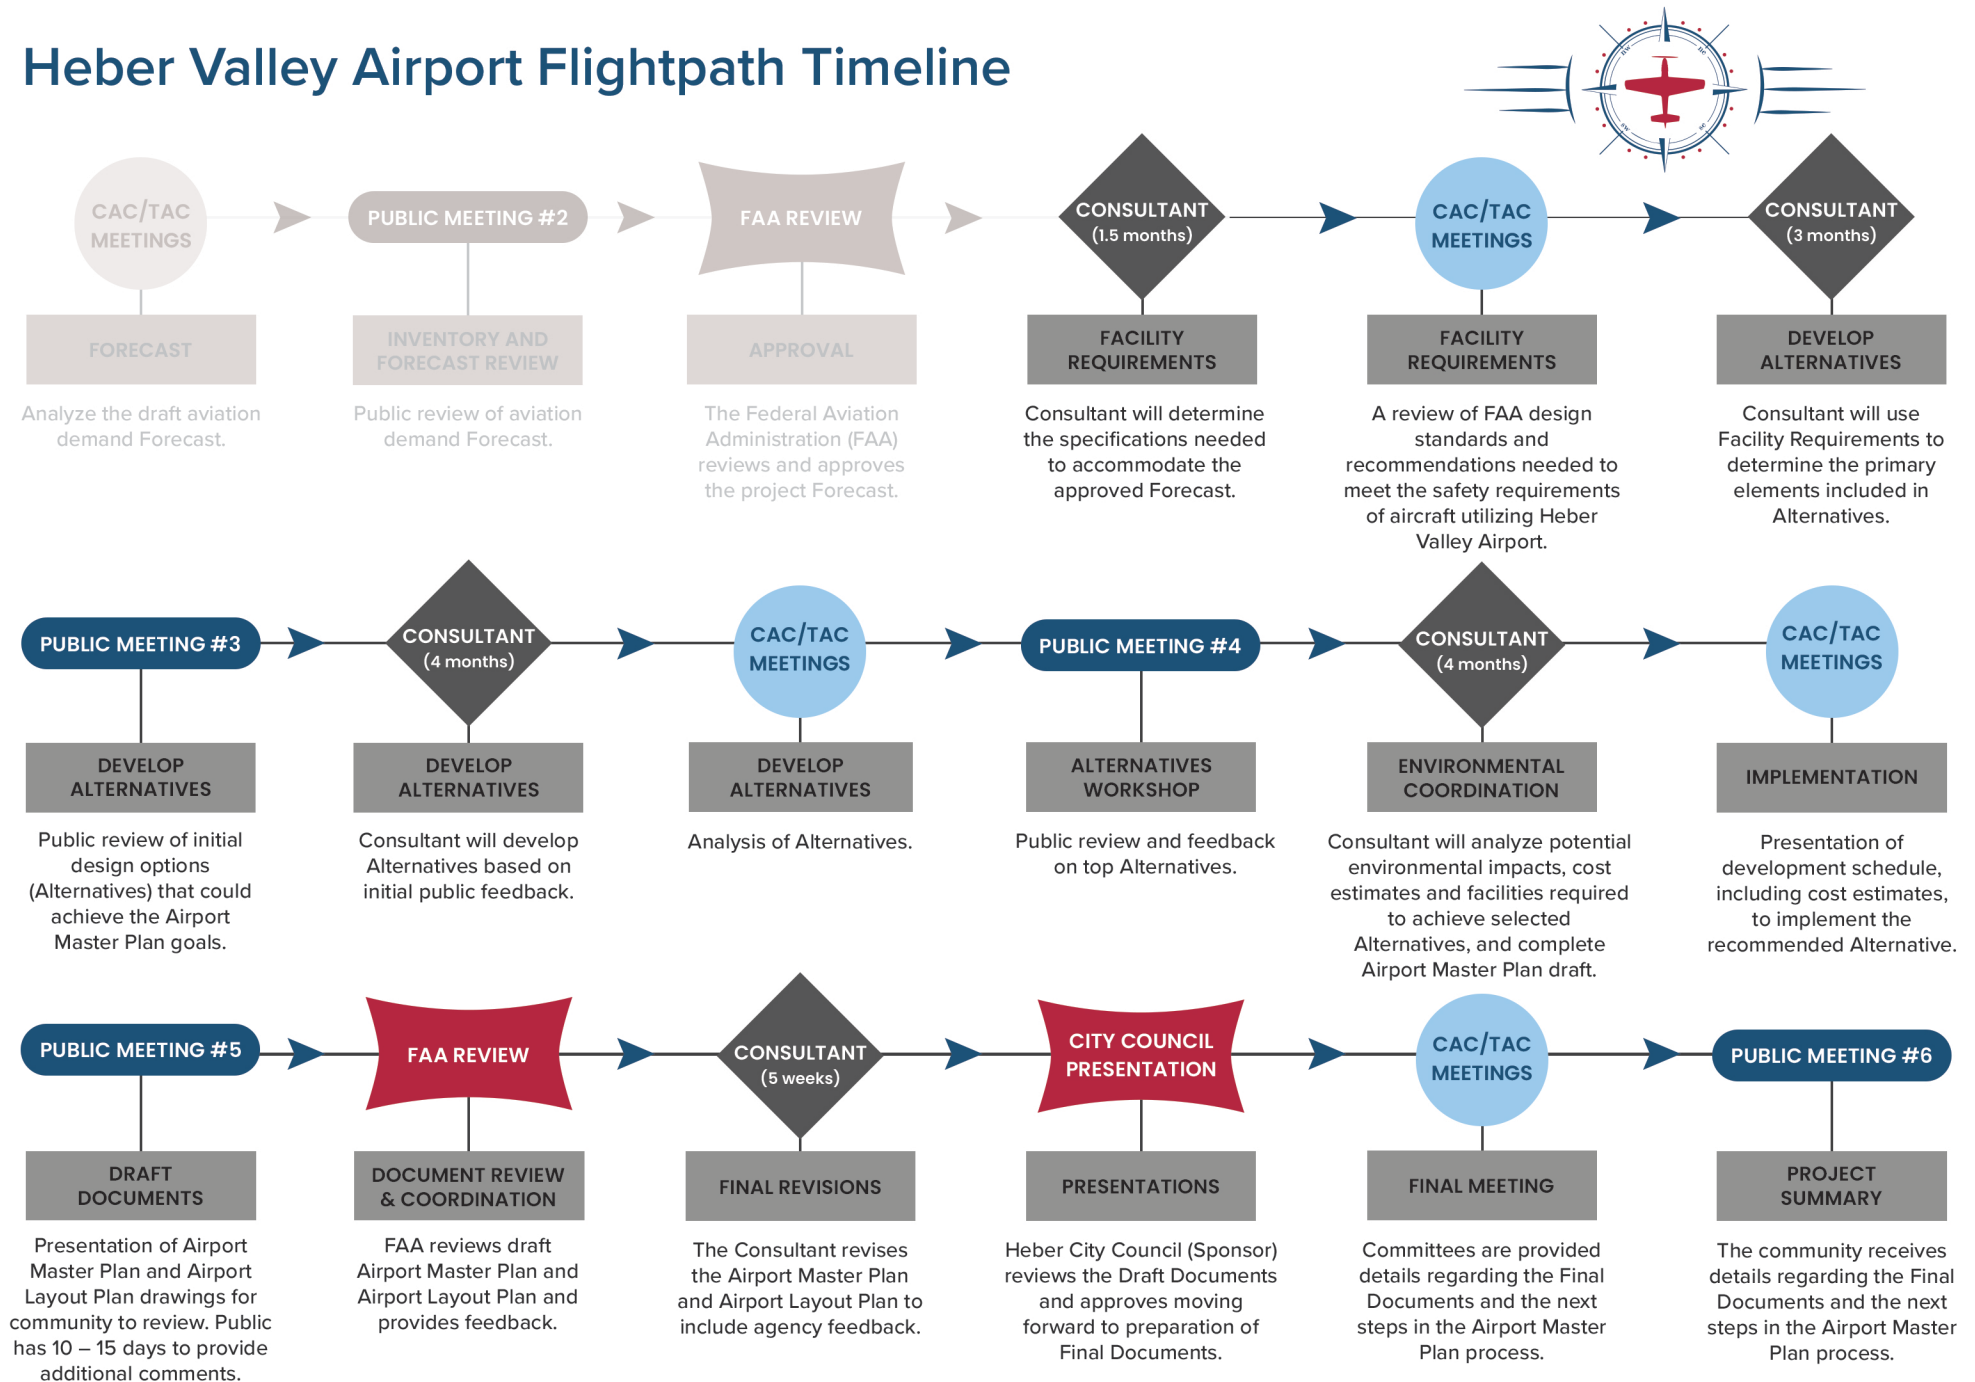 Heber Valley Airport Flightpath Timeline
NW
NE
SW
SE
CAC/TAC
MEETINGS
FORECAST
Analyze the draft aviation
demand Forecast.
PUBLIC MEETING #2
INVENTORY AND
FORECAST REVIEW
Public review of aviation
demand Forecast.
FAA REVIEW
APPROVAL
The Federal Aviation
Administration (FAA)
reviews and approves
the project Forecast.
CONSULTANT
(1.5 months)
FACILITY
REQUIREMENTS
Consultant will determine
the specifications needed
to accommodate the
approved Forecast.
CAC/TAC
MEETINGS
FACILITY
REQUIREMENTS
A review of FAA design
standards and
recommendations needed to
meet the safety requirements
of aircraft utilizing Heber
Valley Airport.
CONSULTANT
(3 months)
DEVELOP
ALTERNATIVES
Consultant will use
Facility Requirements to
determine the primary
elements included in
Alternatives.
PUBLIC MEETING #3
DEVELOP
ALTERNATIVES
Public review of initial
design options
(Alternatives) that could
achieve the Airport
Master Plan goals.
CONSULTANT
(4 months)
DEVELOP
ALTERNATIVES
Consultant will develop
Alternatives based on
initial public feedback.
CAC/TAC
MEETINGS
DEVELOP
ALTERNATIVES
Analysis of Alternatives.
PUBLIC MEETING #4
ALTERNATIVES
WORKSHOP
Public review and feedback
on top Alternatives.
CONSULTANT
(4 months)
ENVIRONMENTAL
COORDINATION
Consultant will analyze potential
environmental impacts, cost
estimates and facilities required
to achieve selected
Alternatives, and complete
Airport Master Plan draft.
CAC/TAC
MEETINGS
IMPLEMENTATION
Presentation of
development schedule,
including cost estimates,
to implement the
recommended Alternative.
PUBLIC MEETING #5
DRAFT
DOCUMENTS
Presentation of Airport
Master Plan and Airport
Layout Plan drawings for
community to review. Public
has 10 – 15 days to provide
additional comments.
FAA REVIEW
DOCUMENT REVIEW
& COORDINATION
FAA reviews draft
Airport Master Plan and
Airport Layout Plan and
provides feedback.
CONSULTANT
(5 weeks)
FINAL REVISIONS
The Consultant revises
the Airport Master Plan
and Airport Layout Plan to
include agency feedback.
CITY COUNCIL
PRESENTATION
PRESENTATIONS
Heber City Council (Sponsor)
reviews the Draft Documents
and approves moving
forward to preparation of
Final Documents.
CAC/TAC
MEETINGS
FINAL MEETING
Committees are provided
details regarding the Final
Documents and the next
steps in the Airport Master
Plan process.
PUBLIC MEETING #6
PROJECT
SUMMARY
The community receives
details regarding the Final
Documents and the next
steps in the Airport Master
Plan process.